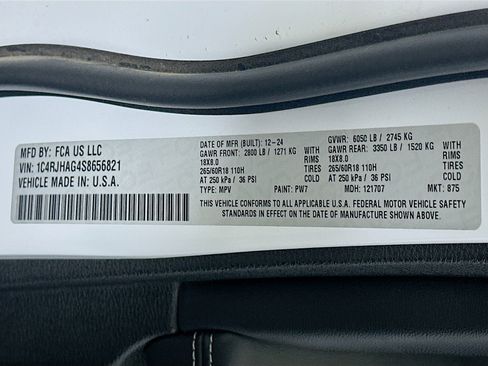 MFD BY: FCA US LLC
VIN: 1C4RJHAG4S8656821
VEHICLE MADE IN: U.S.A.
DATE OF MFR (BUILT): 12-24 GVWR: 6050 LB / 2745 KG
GAWR FRONT: 2800 LB / 1271 KG WITH GAWR REAR: 3350 LB / 1520 KG WITH
18X8.0 RIMS 18X8.0 RIMS
265/60R18 110H TIRES 265/60R18 110H TIRES
AT 250 kPa / 36 PSI COLD AT 250 kPa / 36 PSI COLD
TYPE: MPV PAINT: PW7 MDH: 121707 MKT: 875
THIS VEHICLE CONFORMS TO ALL APPLICABLE U.S.A. FEDERAL MOTOR VEHICLE SAFETY
STANDARDS IN EFFECT ON THE DATE OF MANUFACTURE SHOWN ABOVE.